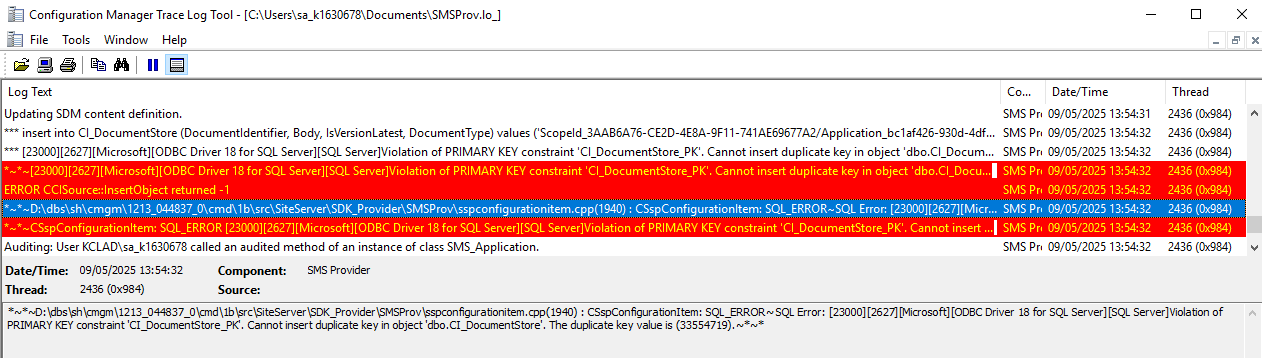 Configuration Manager Trace Log Tool - [C:\Users\sa_k1630678\Documents\SMSProv.lo_]
File Tools Window Help
Log Text Co... Date/Time Thread
Updating SDM content definition. SMS Pr 09/05/2025 13:54:31 2436 (0x984)
*** insert into CI_DocumentStore (DocumentIdentifier, Body, IsVersionLatest, DocumentType) values ('ScopeId_3AAB6A76-CE2D-4E8A-9F11-741AE69677A2/Application_bc1af426-930d-4df... SMS Pr 09/05/2025 13:54:32 2436 (0x984)
*** [23000][2627][Microsoft][ODBC Driver 18 for SQL Server][SQL Server]Violation of PRIMARY KEY constraint 'CI_DocumentStore_PK'. Cannot insert duplicate key in object 'dbo.CI_Docum... SMS Pr 09/05/2025 13:54:32 2436 (0x984)
*~*~[23000][2627][Microsoft][ODBC Driver 18 for SQL Server][SQL Server]Violation of PRIMARY KEY constraint 'CI_DocumentStore_PK'. Cannot insert duplicate key in object 'dbo.CI_Docu... SMS Pr 09/05/2025 13:54:32 2436 (0x984)
ERROR CCISource::InsertObject returned -1 SMS Pr 09/05/2025 13:54:32 2436 (0x984)
*~*~D:\dbs\sh\cmgm\1213_044837_0\cmd\1b\src\SiteServer\SDK_Provider\SMSProv\sspconfigurationitem.cpp(1940) : CSspConfigurationItem: SQL_ERROR~SQL Error: [23000][2627][Micr... SMS Pr 09/05/2025 13:54:32 2436 (0x984)
*~*~CSspConfigurationItem: SQL_ERROR [23000][2627][Microsoft][ODBC Driver 18 for SQL Server][SQL Server]Violation of PRIMARY KEY constraint 'CI_DocumentStore_PK'. Cannot insert ... SMS Pr 09/05/2025 13:54:32 2436 (0x984)
Auditing: User KCLAD\sa_k1630678 called an audited method of an instance of class SMS_Application. SMS Pr 09/05/2025 13:54:32 2436 (0x984)
Date/Time: 09/05/2025 13:54:32 Component: SMS Provider
Thread: 2436 (0x984) Source:
*~*~D:\dbs\sh\cmgm\1213_044837_0\cmd\1b\src\SiteServer\SDK_Provider\SMSProv\sspconfigurationitem.cpp(1940) : CSspConfigurationItem: SQL_ERROR~SQL Error: [23000][2627][Microsoft][ODBC Driver 18 for SQL Server][SQL Server]Violation of
PRIMARY KEY constraint 'CI_DocumentStore_PK'. Cannot insert duplicate key in object 'dbo.CI_DocumentStore'. The duplicate key value is (33554719).~*~*